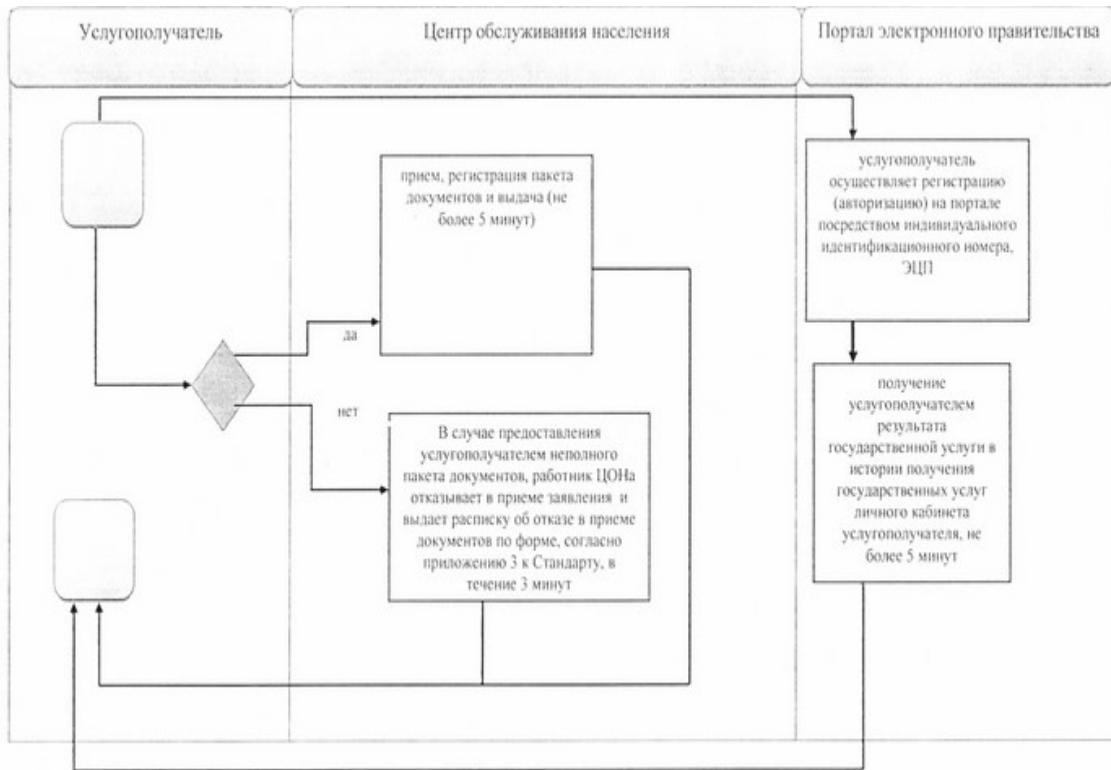 Услугополучатель
Центр обслуживания населения
Портал электронного правительства
прием, регистрация пакета
документов и выдача (не
более 5 минут)
услугополучатель
осуществляет регистрацию
(авторизацию) на портале
посредством индивидуального
идентификационного номера,
ЭЦП
да
нет
В случае предоставления
услугополучателем неполного
пакета документов, работник ЦОНа
отказывает в приеме заявления и
выдает расписку об отказе в приеме
документов по форме, согласно
приложению 3 к Стандарту, в
течение 3 минут
получение
услугополучателем
результата
государственной услуги в
истории получения
государственных услуг
личного кабинета
услугополучателя, не
более 5 минут